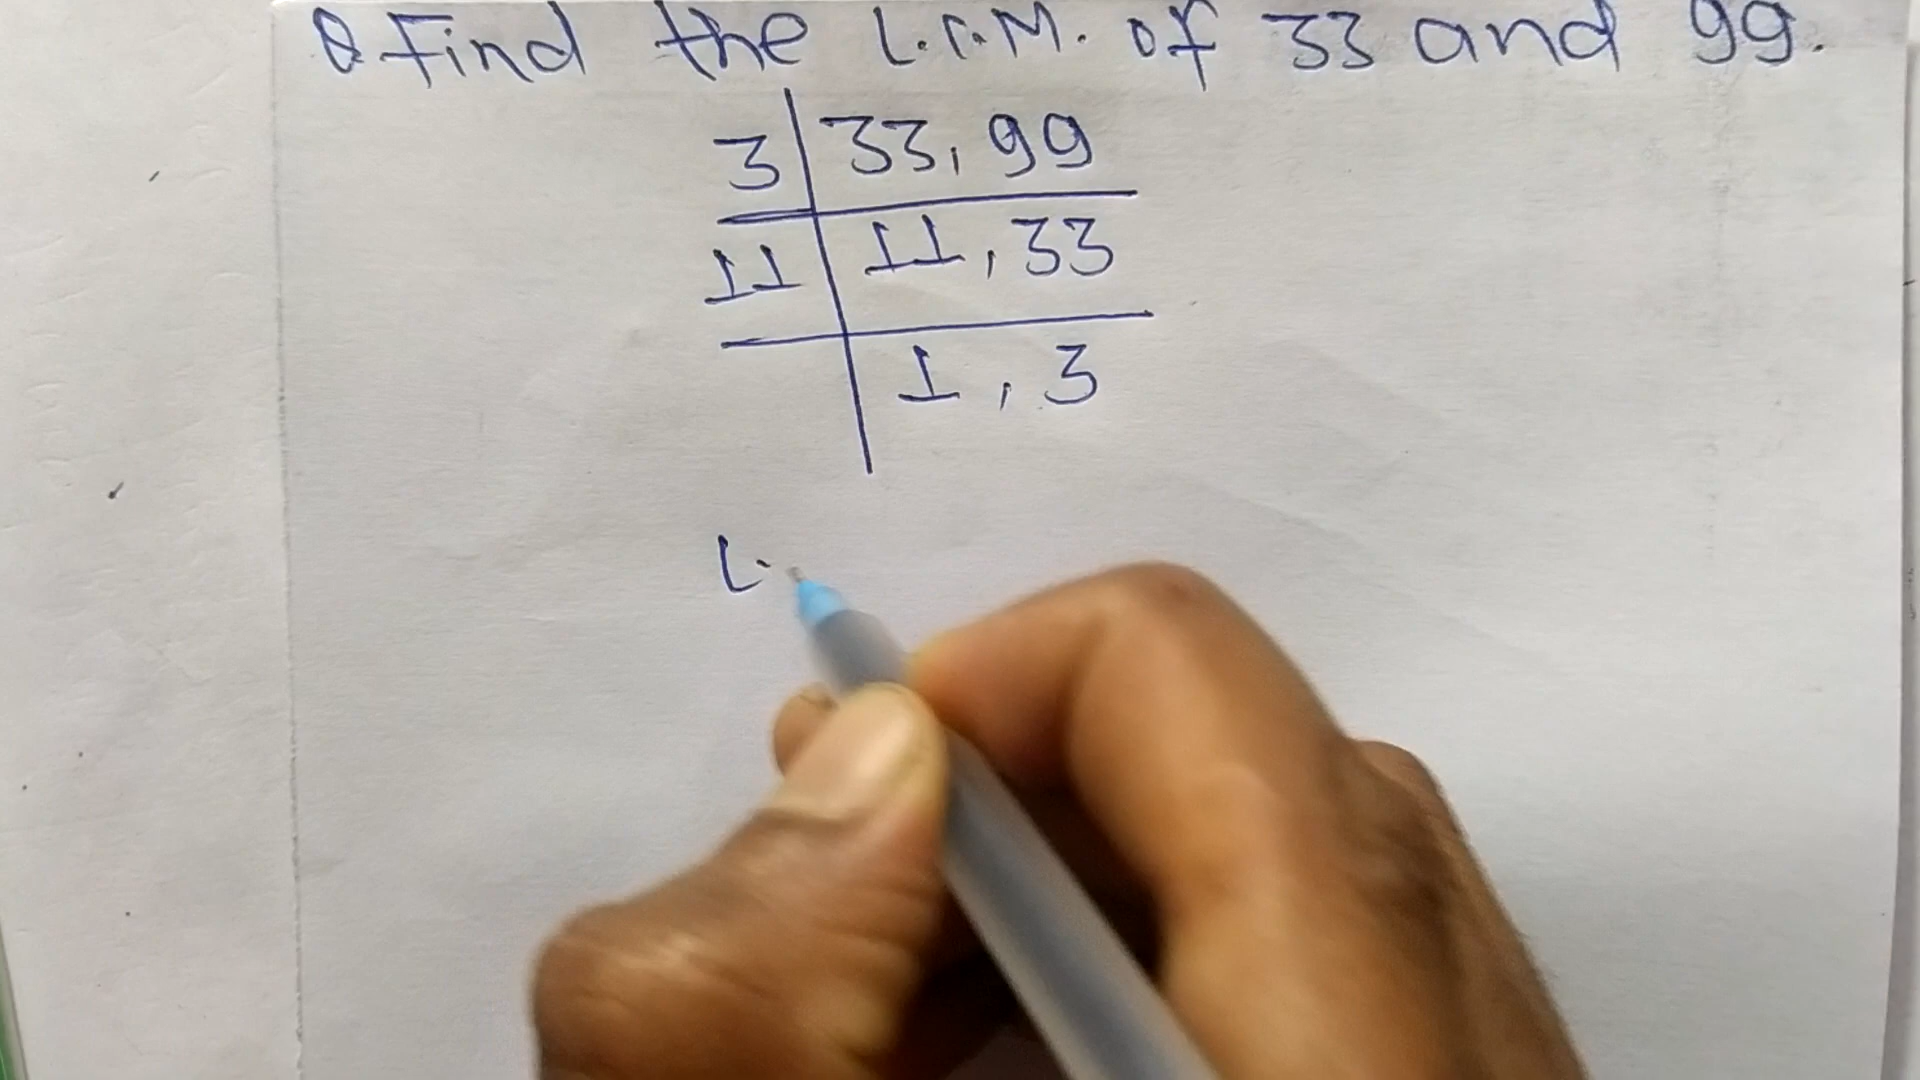 Q Find the L.C.M. of 33 and 99.
3 | 33, 99
11 | 11, 33
1, 3
L.